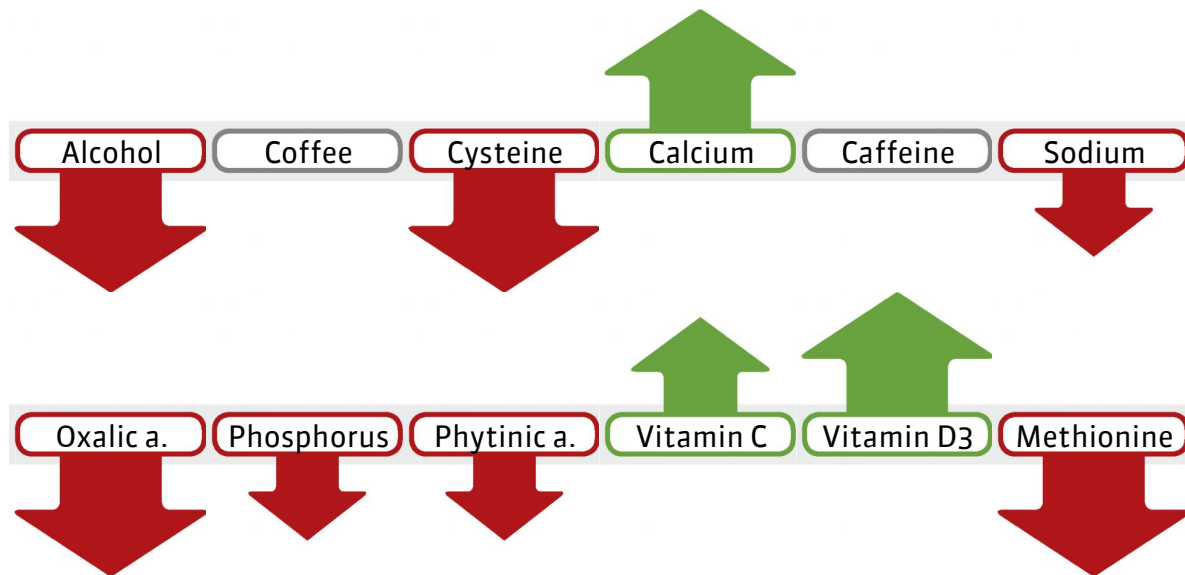 Alcohol Coffee Cysteine Calcium Caffeine Sodium
Oxalic a. Phosphorus Phytinic a. Vitamin C Vitamin D3 Methionine